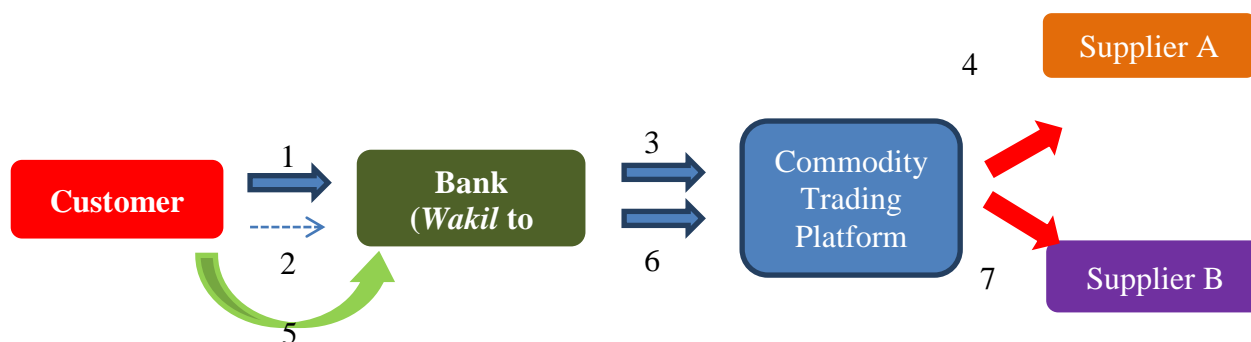 4
Supplier A
1
3
Customer
Bank
(Wakil to
Commodity
Trading
Platform
2
6
5
7
Supplier B